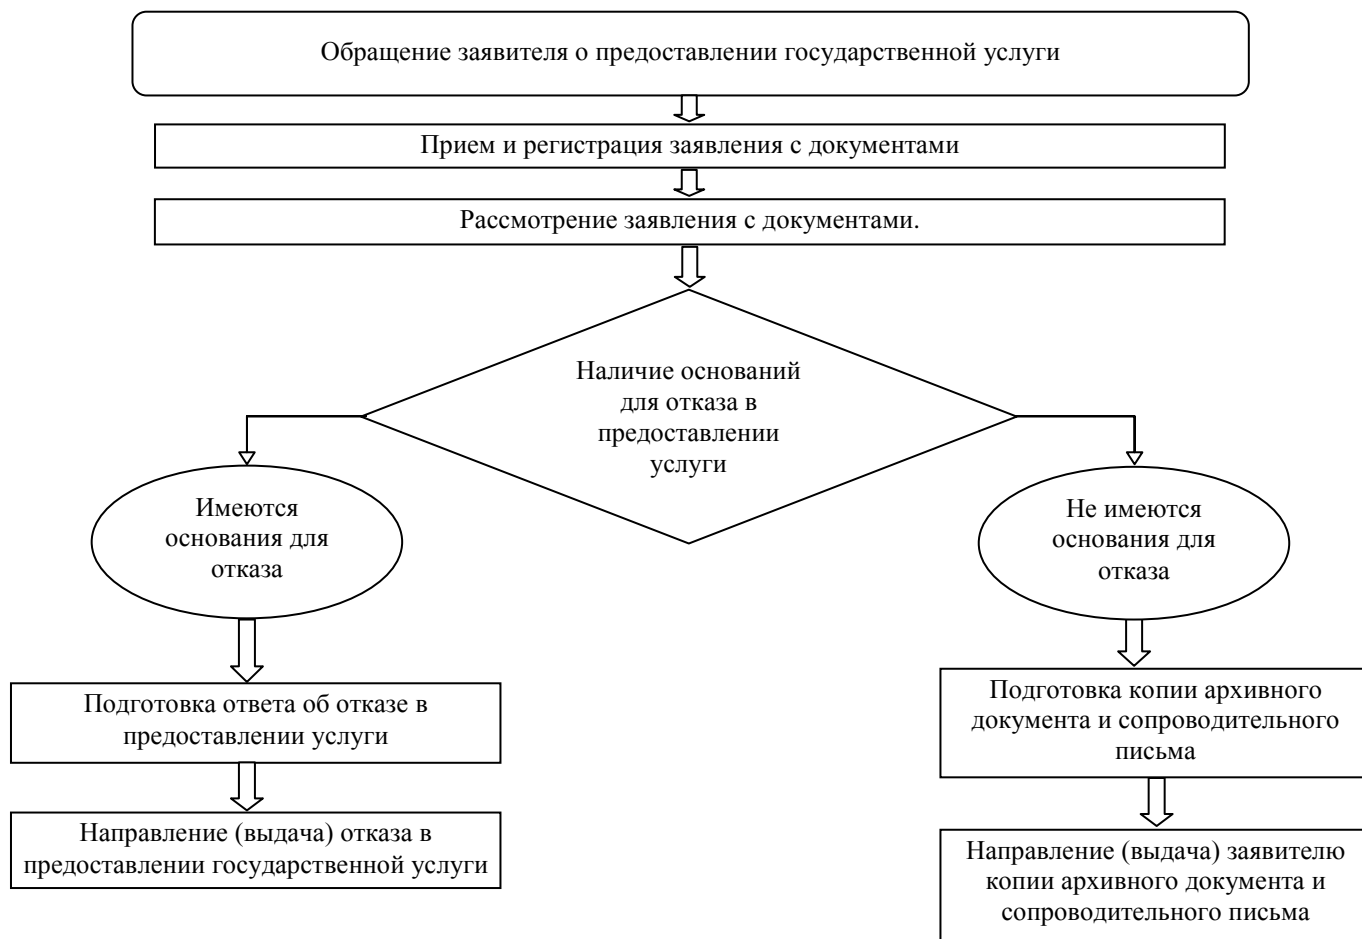 Обращение заявителя о предоставлении государственной услуги
Прием и регистрация заявления с документами
Рассмотрение заявления с документами.
Наличие оснований
для отказа в
предоставлении
услуги
Имеются
основания для
отказа
Не имеются
основания для
отказа
Подготовка ответа об отказе в
предоставлении услуги
Подготовка копии архивного
документа и сопроводительного
письма
Направление (выдача) отказа в
предоставлении государственной услуги
Направление (выдача) заявителю
копии архивного документа и
сопроводительного письма